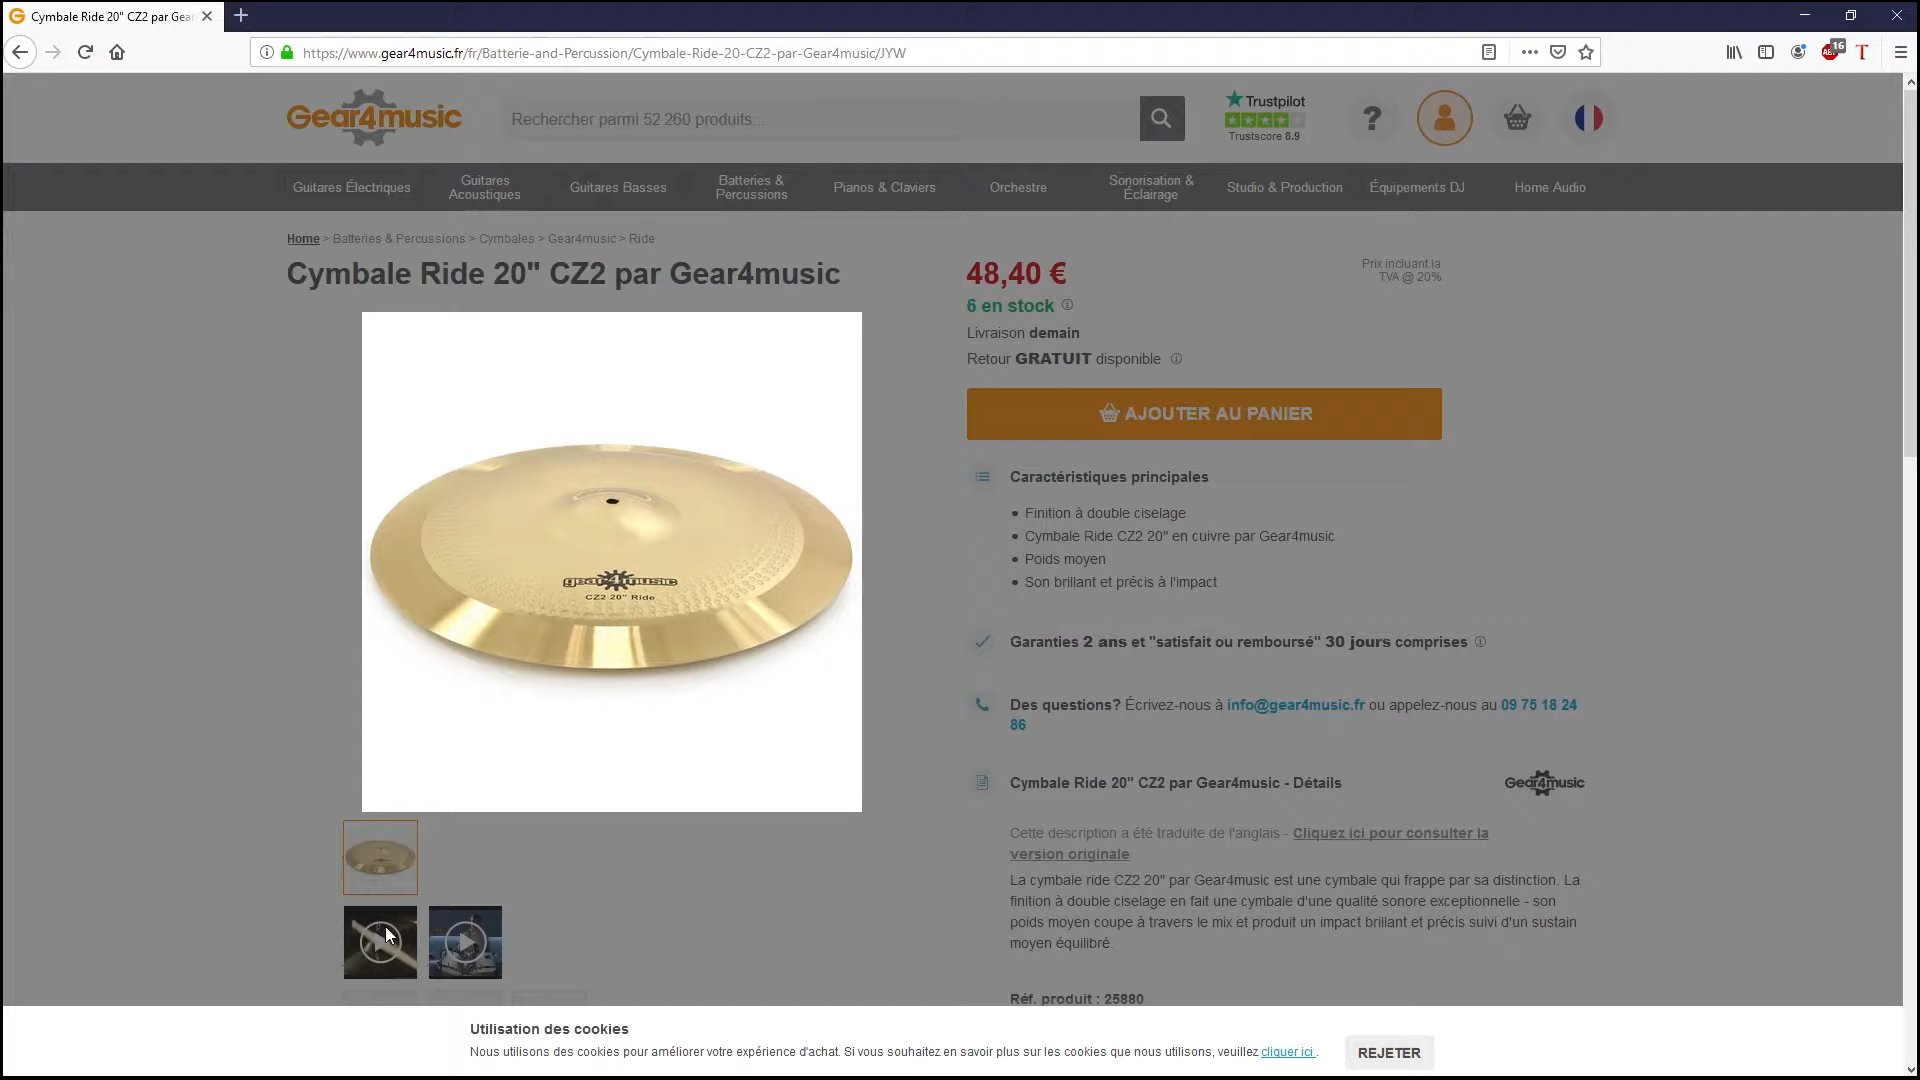 Cymbale Ride 20" CZ2 par Gear
https://www.gear4music.fr/fr/Batterie-and-Percussion/Cymbale-Ride-20-CZ2-par-Gear4music/JYW
16
ABP
T
Gear4music
Rechercher parmi 52 260 produits...
Trustpilot
Trustscore 8.9
?
Guitares Électriques
Guitares
Acoustiques
Guitares Basses
Batteries &
Percussions
Pianos & Claviers
Orchestre
Sonorisation &
Éclairage
Studio & Production
Équipements DJ
Home Audio
Home > Batteries & Percussions > Cymbales > Gear4music > Ride
Cymbale Ride 20" CZ2 par Gear4music
gear4music
CZ2 20" Ride
48,40 €
Prix incluant la
TVA @ 20%
6 en stock
Livraison demain
Retour GRATUIT disponible
AJOUTER AU PANIER
Caractéristiques principales
Finition à double ciselage
Cymbale Ride CZ2 20" en cuivre par Gear4music
Poids moyen
Son brillant et précis à l'impact
Garanties 2 ans et "satisfait ou remboursé" 30 jours comprises
Des questions? Écrivez-nous à info@gear4music.fr ou appelez-nous au 09 75 18 24
86
Cymbale Ride 20" CZ2 par Gear4music - Détails
Gear4music
Cette description a été traduite de l'anglais - Cliquez ici pour consulter la
version originale
La cymbale ride CZ2 20" par Gear4music est une cymbale qui frappe par sa distinction. La
finition à double ciselage en fait une cymbale d'une qualité sonore exceptionnelle - son
poids moyen coupe à travers le mix et produit un impact brillant et précis suivi d'un sustain
moyen équilibré.
Réf. produit : 25880
Utilisation des cookies
Nous utilisons des cookies pour améliorer votre expérience d'achat. Si vous souhaitez en savoir plus sur les cookies que nous utilisons, veuillez cliquer ici .
REJETER